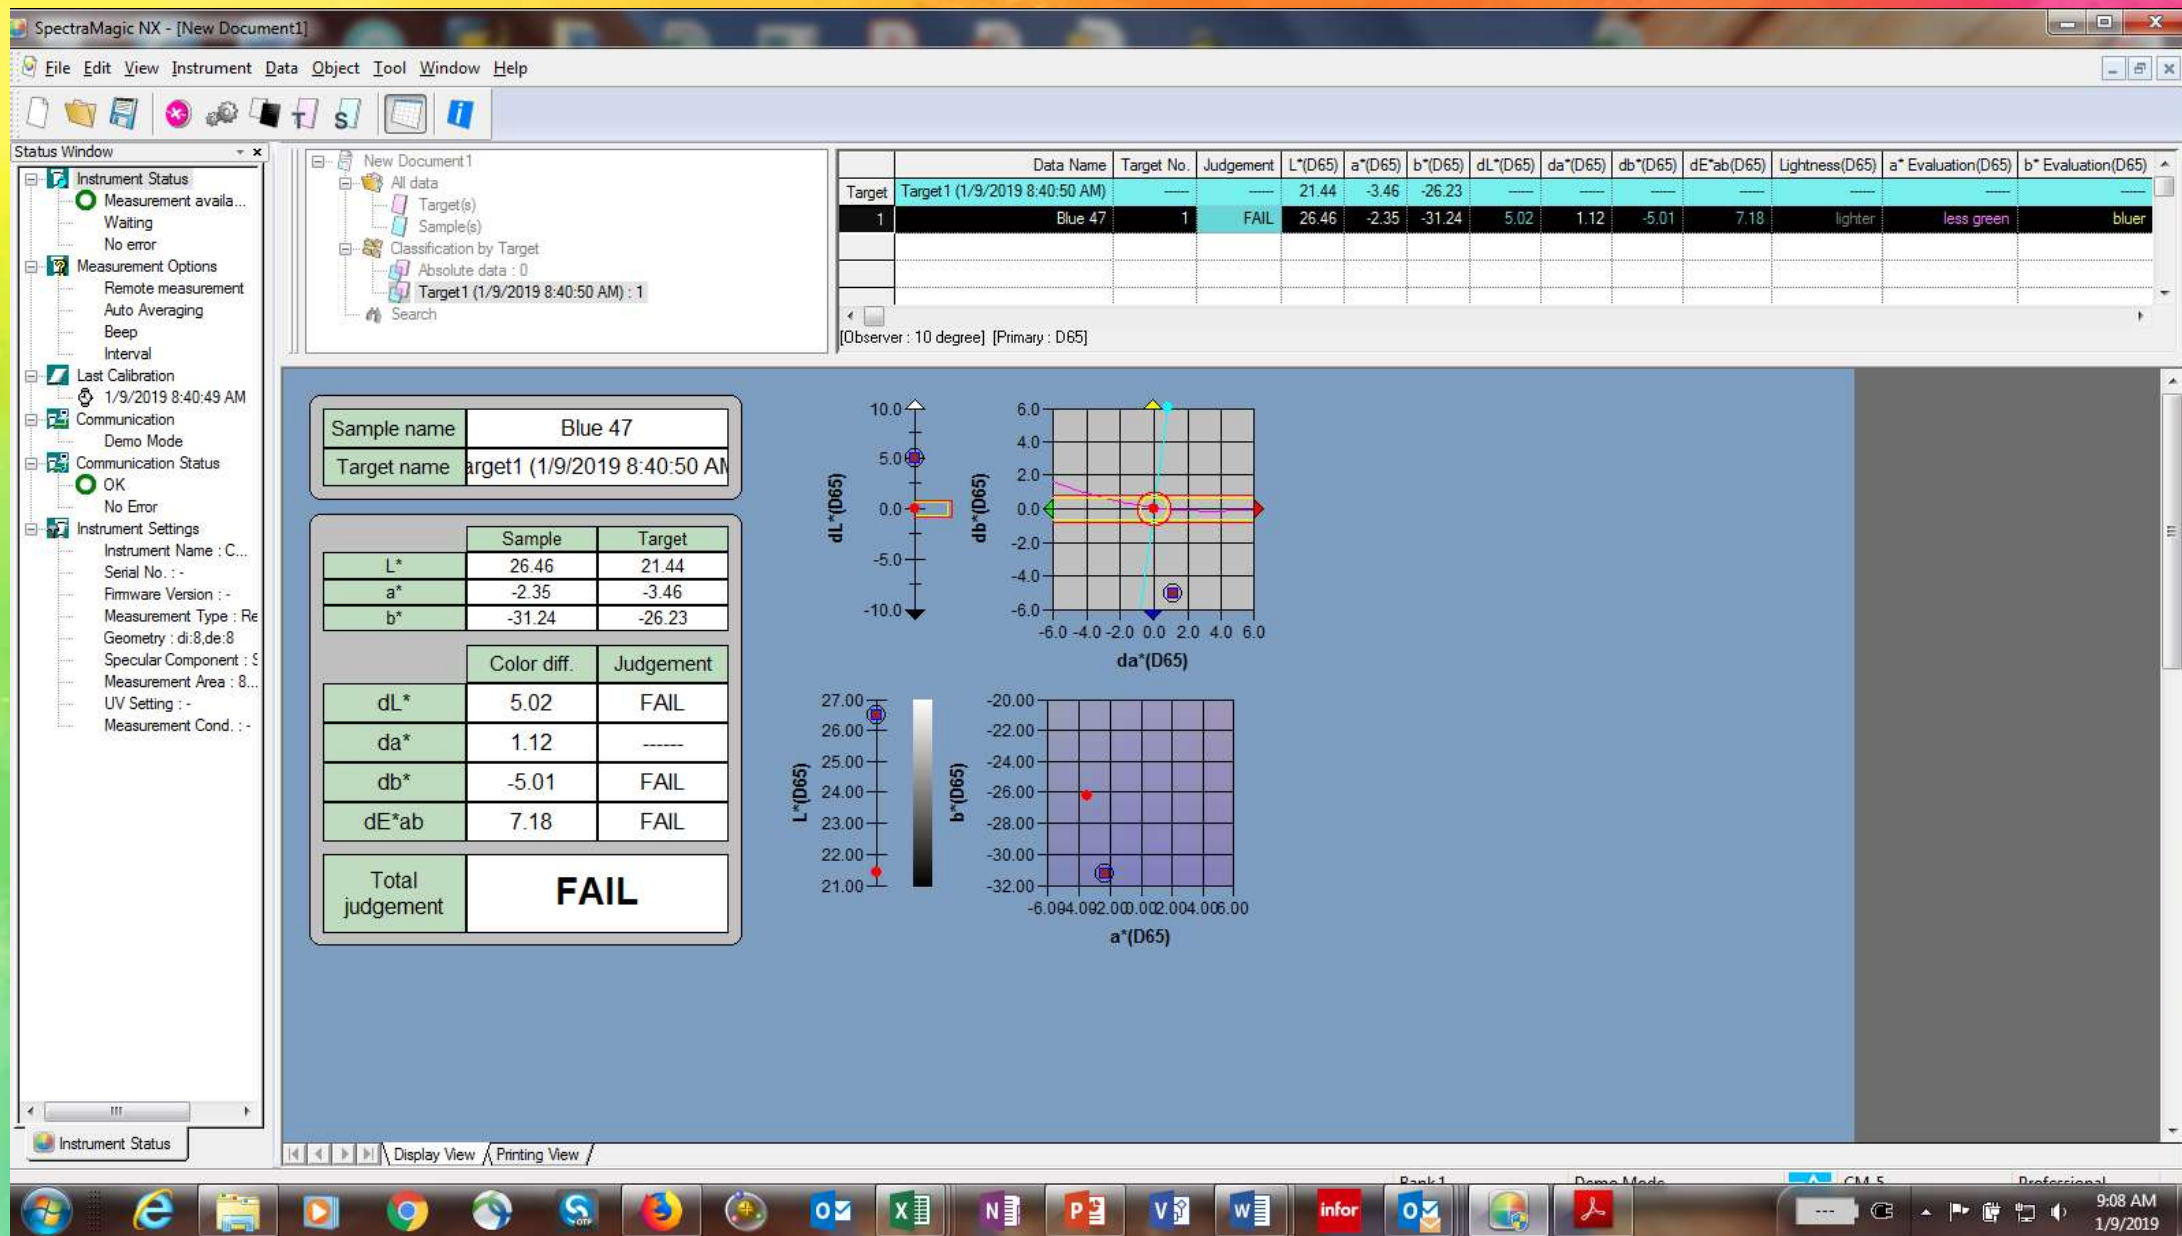 SpectraMagic NX - [New Document1]
File Edit View Instrument Data Object Tool Window Help
Status Window
Instrument Status
Measurement availa...
Waiting
No error
Measurement Options
Remote measurement
Auto Averaging
Beep
Interval
Last Calibration
1/9/2019 8:40:49 AM
Communication
Demo Mode
Communication Status
OK
No Error
Instrument Settings
Instrument Name : C...
Serial No. : -
Firmware Version : -
Measurement Type : Re
Geometry : di:8,de:8
Specular Component : S
Measurement Area : 8...
UV Setting : -
Measurement Cond. : -
Instrument Status
New Document1
All data
Target(s)
Sample(s)
Classification by Target
Absolute data : 0
Target1 (1/9/2019 8:40:50 AM) : 1
Search
Data Name Target No. Judgement L*(D65) a*(D65) b*(D65) dL*(D65) da*(D65) db*(D65) dE*ab(D65) Lightness(D65) a* Evaluation(D65) b* Evaluation(D65)
Target Target1 (1/9/2019 8:40:50 AM) ----- ----- 21.44 -3.46 -26.23 ----- ----- ----- ----- ----- ----- -----
1 Blue 47 1 FAIL 26.46 -2.35 -31.24 5.02 1.12 -5.01 7.18 lighter less green bluer
[Observer : 10 degree] [Primary : D65]
Sample name Blue 47
Target name arget1 (1/9/2019 8:40:50 AM
Sample Target
L* 26.46 21.44
a* -2.35 -3.46
b* -31.24 -26.23
Color diff. Judgement
dL* 5.02 FAIL
da* 1.12 ------
db* -5.01 FAIL
dE*ab 7.18 FAIL
Total
judgement
FAIL
dL*(D65)
10.0
5.0
0.0
-5.0
-10.0
db*(D65)
6.0
4.0
2.0
0.0
-2.0
-4.0
-6.0
-6.0 -4.0 -2.0 0.0 2.0 4.0 6.0
da*(D65)
L*(D65)
27.00
26.00
25.00
24.00
23.00
22.00
21.00
b*(D65)
-20.00
-22.00
-24.00
-26.00
-28.00
-30.00
-32.00
a*(D65)
Display View Printing View
Rank1 Demo Mode CM-5 Professional
infor
OTP
9:08 AM
1/9/2019